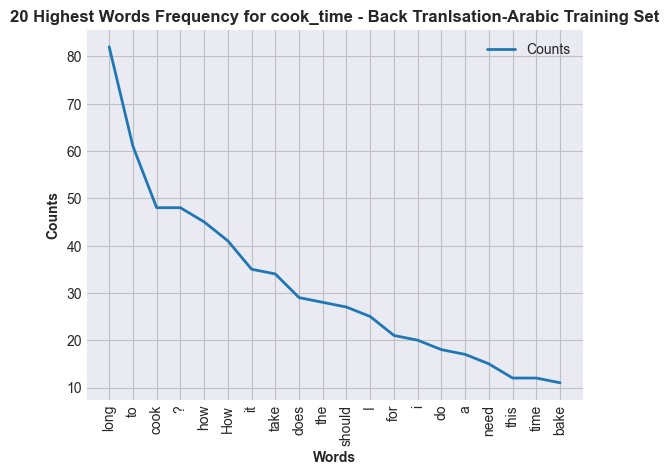 20 Highest Words Frequency for cook_time - Back Tranlsation-Arabic Training Set
Counts
80
70
60
50
40
30
20
10
Counts
long
to
cook
?
how
How
it
take
does
the
should
I
for
i
do
a
need
this
time
bake
Words